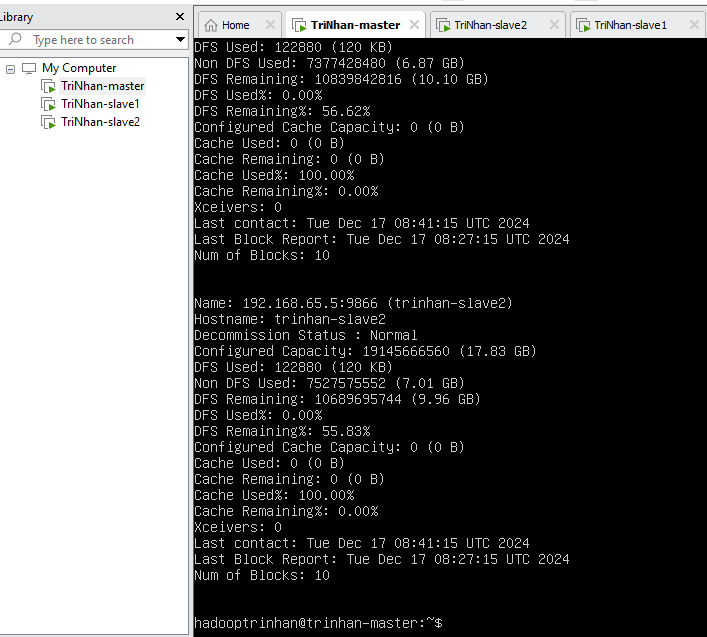 Library
Type here to search
My Computer
TriNhan-master
TriNhan-slave1
TriNhan-slave2
Home
TriNhan-master
TriNhan-slave2
TriNhan-slave1
DFS Used: 122880 (120 KB)
Non DFS Used: 7377428480 (6.87 GB)
DFS Remaining: 10839842816 (10.10 GB)
DFS Used%: 0.00%
DFS Remaining%: 56.62%
Configured Cache Capacity: 0 (0 B)
Cache Used: 0 (0 B)
Cache Remaining: 0 (0 B)
Cache Used%: 100.00%
Cache Remaining%: 0.00%
Xceivers: 0
Last contact: Tue Dec 17 08:41:15 UTC 2024
Last Block Report: Tue Dec 17 08:27:15 UTC 2024
Num of Blocks: 10
Name: 192.168.65.5:9866 (trinhan-slave2)
Hostname: trinhan-slave2
Decommission Status : Normal
Configured Capacity: 19145666560 (17.83 GB)
DFS Used: 122880 (120 KB)
Non DFS Used: 7527575552 (7.01 GB)
DFS Remaining: 10689695744 (9.96 GB)
DFS Used%: 0.00%
DFS Remaining%: 55.83%
Configured Cache Capacity: 0 (0 B)
Cache Used: 0 (0 B)
Cache Remaining: 0 (0 B)
Cache Used%: 100.00%
Cache Remaining%: 0.00%
Xceivers: 0
Last contact: Tue Dec 17 08:41:15 UTC 2024
Last Block Report: Tue Dec 17 08:27:15 UTC 2024
Num of Blocks: 10
hadooptrinhan@trinhan-master:~$